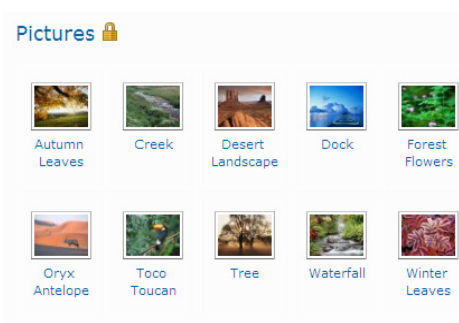 Pictures
Autumn Leaves
Creek
Desert Landscape
Dock
Forest Flowers
Oryx Antelope
Toco Toucan
Tree
Waterfall
Winter Leaves